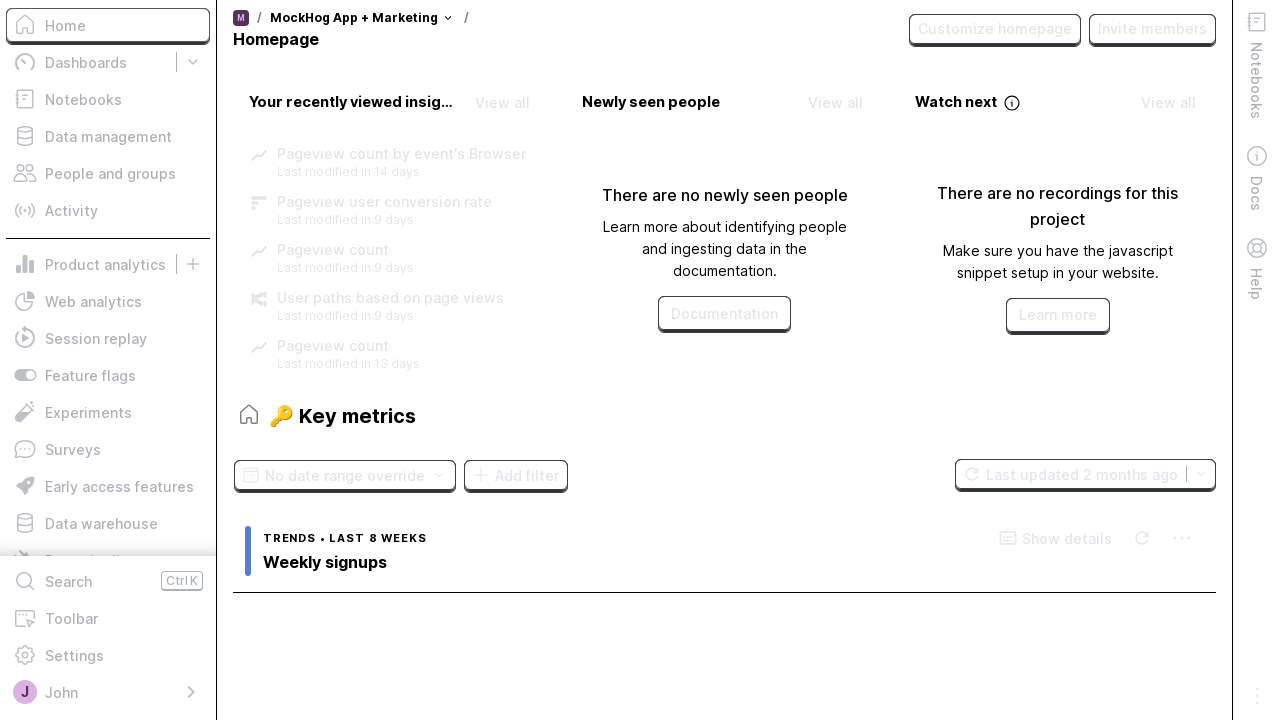 Home
Dashboards
Notebooks
Data management
People and groups
Activity
Product analytics
Web analytics
Session replay
Feature flags
Experiments
Surveys
Early access features
Data warehouse
Search Ctrl K
Toolbar
Settings
J John
M / MockHog App + Marketing /
Homepage
Customize homepage
Invite members
Your recently viewed insig... View all
Pageview count by event's Browser
Last modified in 14 days
Pageview user conversion rate
Last modified in 9 days
Pageview count
Last modified in 9 days
User paths based on page views
Last modified in 9 days
Pageview count
Last modified in 13 days
Newly seen people View all
There are no newly seen people
Learn more about identifying people
and ingesting data in the
documentation.
Documentation
Watch next View all
There are no recordings for this
project
Make sure you have the javascript
snippet setup in your website.
Learn more
🔑 Key metrics
No date range override
Add filter
Last updated 2 months ago
TRENDS • LAST 8 WEEKS
Show details
Weekly signups
Notebooks
Docs
Help